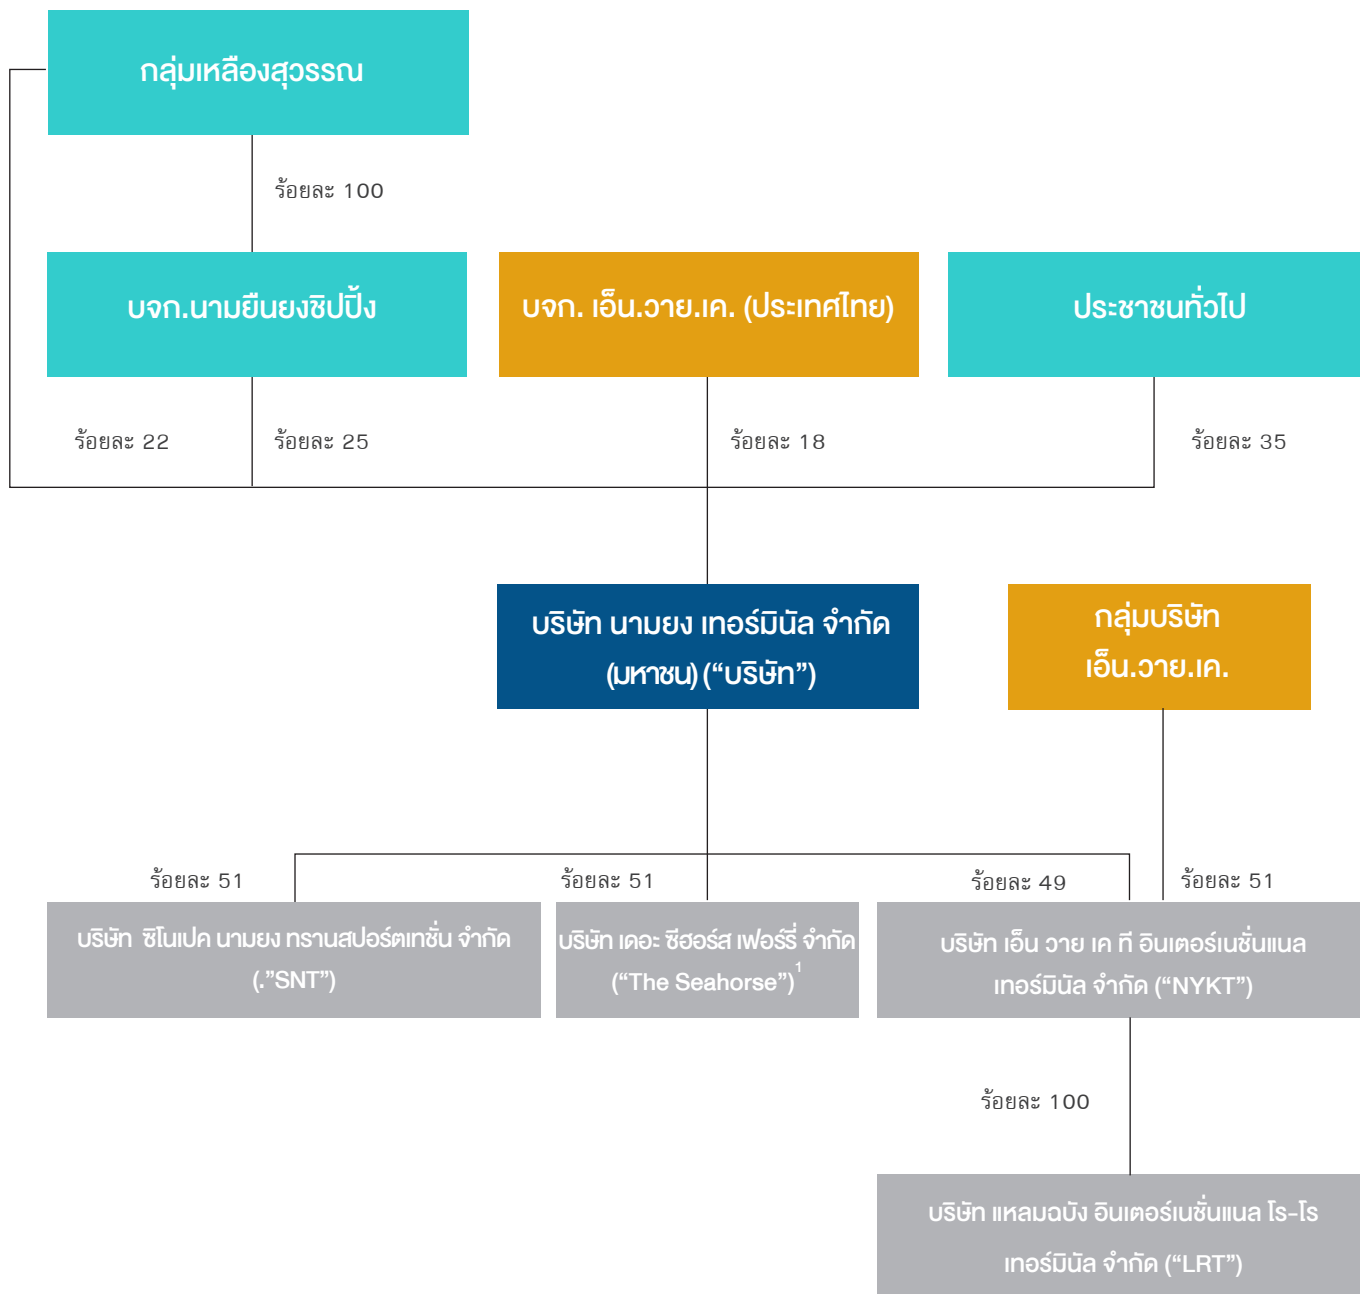 กลุ่มเหลืองสุวรรณ
ร้อยละ 100
บจก.นามยืนยงชิปปิ้ง
บจก. เอ็น.วาย.เค. (ประเทศไทย)
ประชาชนทั่วไป
ร้อยละ 22
ร้อยละ 25
ร้อยละ 18
ร้อยละ 35
บริษัท นามยง เทอร์มินัล จำกัด
(มหาชน) (“บริษัท”)
กลุ่มบริษัท
เอ็น.วาย.เค.
ร้อยละ 51
ร้อยละ 51
ร้อยละ 49
ร้อยละ 51
บริษัท ซิโนเปค นามยง ทรานสปอร์ตเทชั่น จำกัด
(.”SNT”)
บริษัท เดอะ ซีฮอร์ส เฟอร์รี่ จำกัด
(“The Seahorse”)1
บริษัท เอ็น วาย เค ที อินเตอร์เนชั่นแนล
เทอร์มินัล จำกัด (“NYKT”)
ร้อยละ 100
บริษัท แหลมฉบัง อินเตอร์เนชั่นแนล โร-โร
เทอร์มินัล จำกัด (“LRT”)